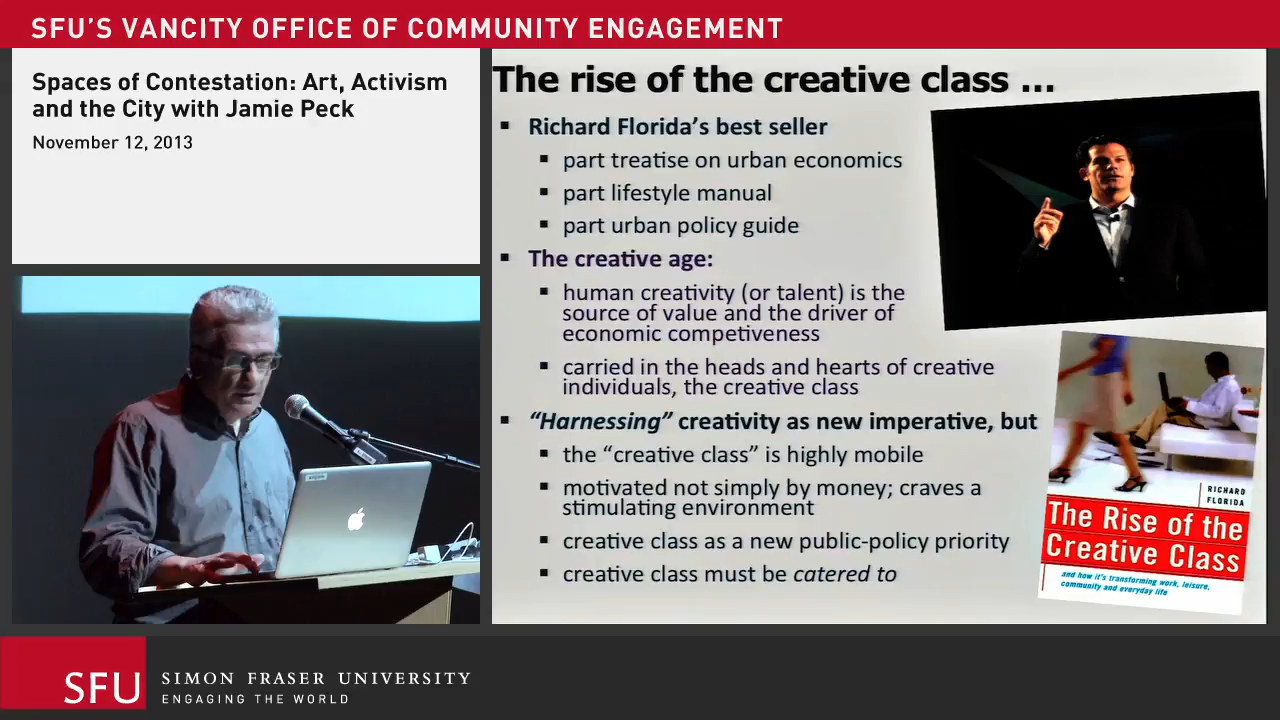 SFU'S VANCITY OFFICE OF COMMUNITY ENGAGEMENT
Spaces of Contestation: Art, Activism
and the City with Jamie Peck
November 12, 2013
The rise of the creative class ...
▪ Richard Florida's best seller
▪ part treatise on urban economics
▪ part lifestyle manual
▪ part urban policy guide
▪ The creative age:
▪ human creativity (or talent) is the
source of value and the driver of
economic competiveness
▪ carried in the heads and hearts of creative
individuals, the creative class
▪ “Harnessing” creativity as new imperative, but
▪ the “creative class” is highly mobile
▪ motivated not simply by money; craves a
stimulating environment
▪ creative class as a new public-policy priority
▪ creative class must be catered to
RICHARD
FLORIDA
The Rise of the
Creative Class
and how it's transforming work, leisure,
community and everyday life
SFU
SIMON FRASER UNIVERSITY
ENGAGING THE WORLD